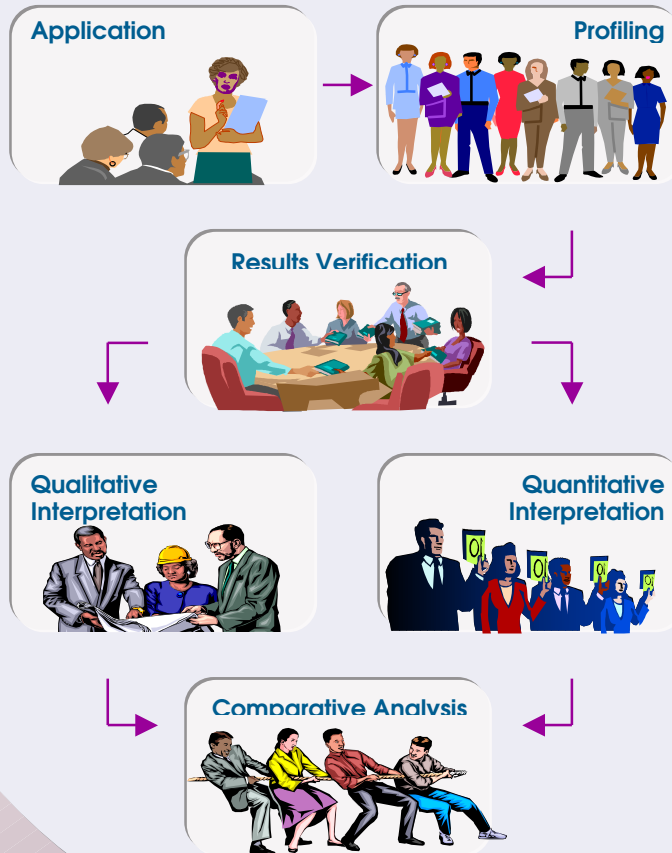 Application
Profiling
Results Verification
Qualitative
Interpretation
Quantitative
Interpretation
Comparative Analysis